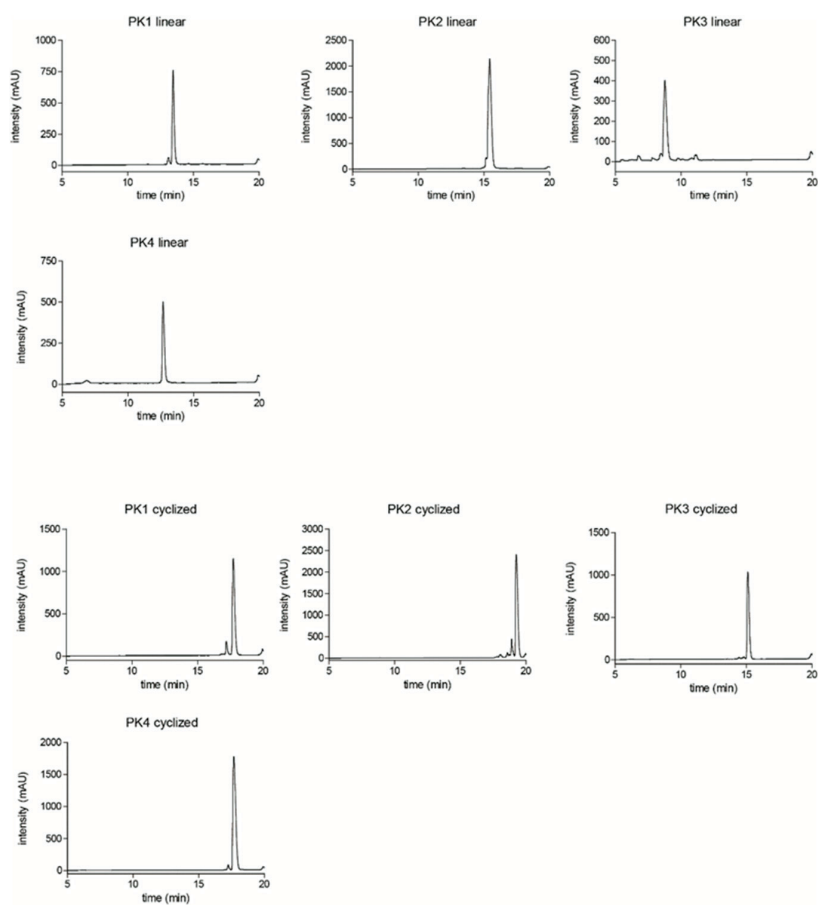 PK1 linear
1000
750
500
250
0
intensity (mAU)
5 10 15 20
time (min)
PK2 linear
2500
2000
1500
1000
500
0
intensity (mAU)
5 10 15 20
time (min)
PK3 linear
600
500
400
300
200
100
0
intensity (mAU)
5 10 15 20
time (min)
PK4 linear
750
500
250
0
intensity (mAU)
5 10 15 20
time (min)
PK1 cyclized
1500
1000
500
0
intensity (mAU)
5 10 15 20
time (min)
PK2 cyclized
3000
2500
2000
1500
1000
500
0
intensity (mAU)
5 10 15 20
time (min)
PK3 cyclized
1500
1000
500
0
intensity (mAU)
5 10 15 20
time (min)
PK4 cyclized
2000
1500
1000
500
0
intensity (mAU)
5 10 15 20
time (min)